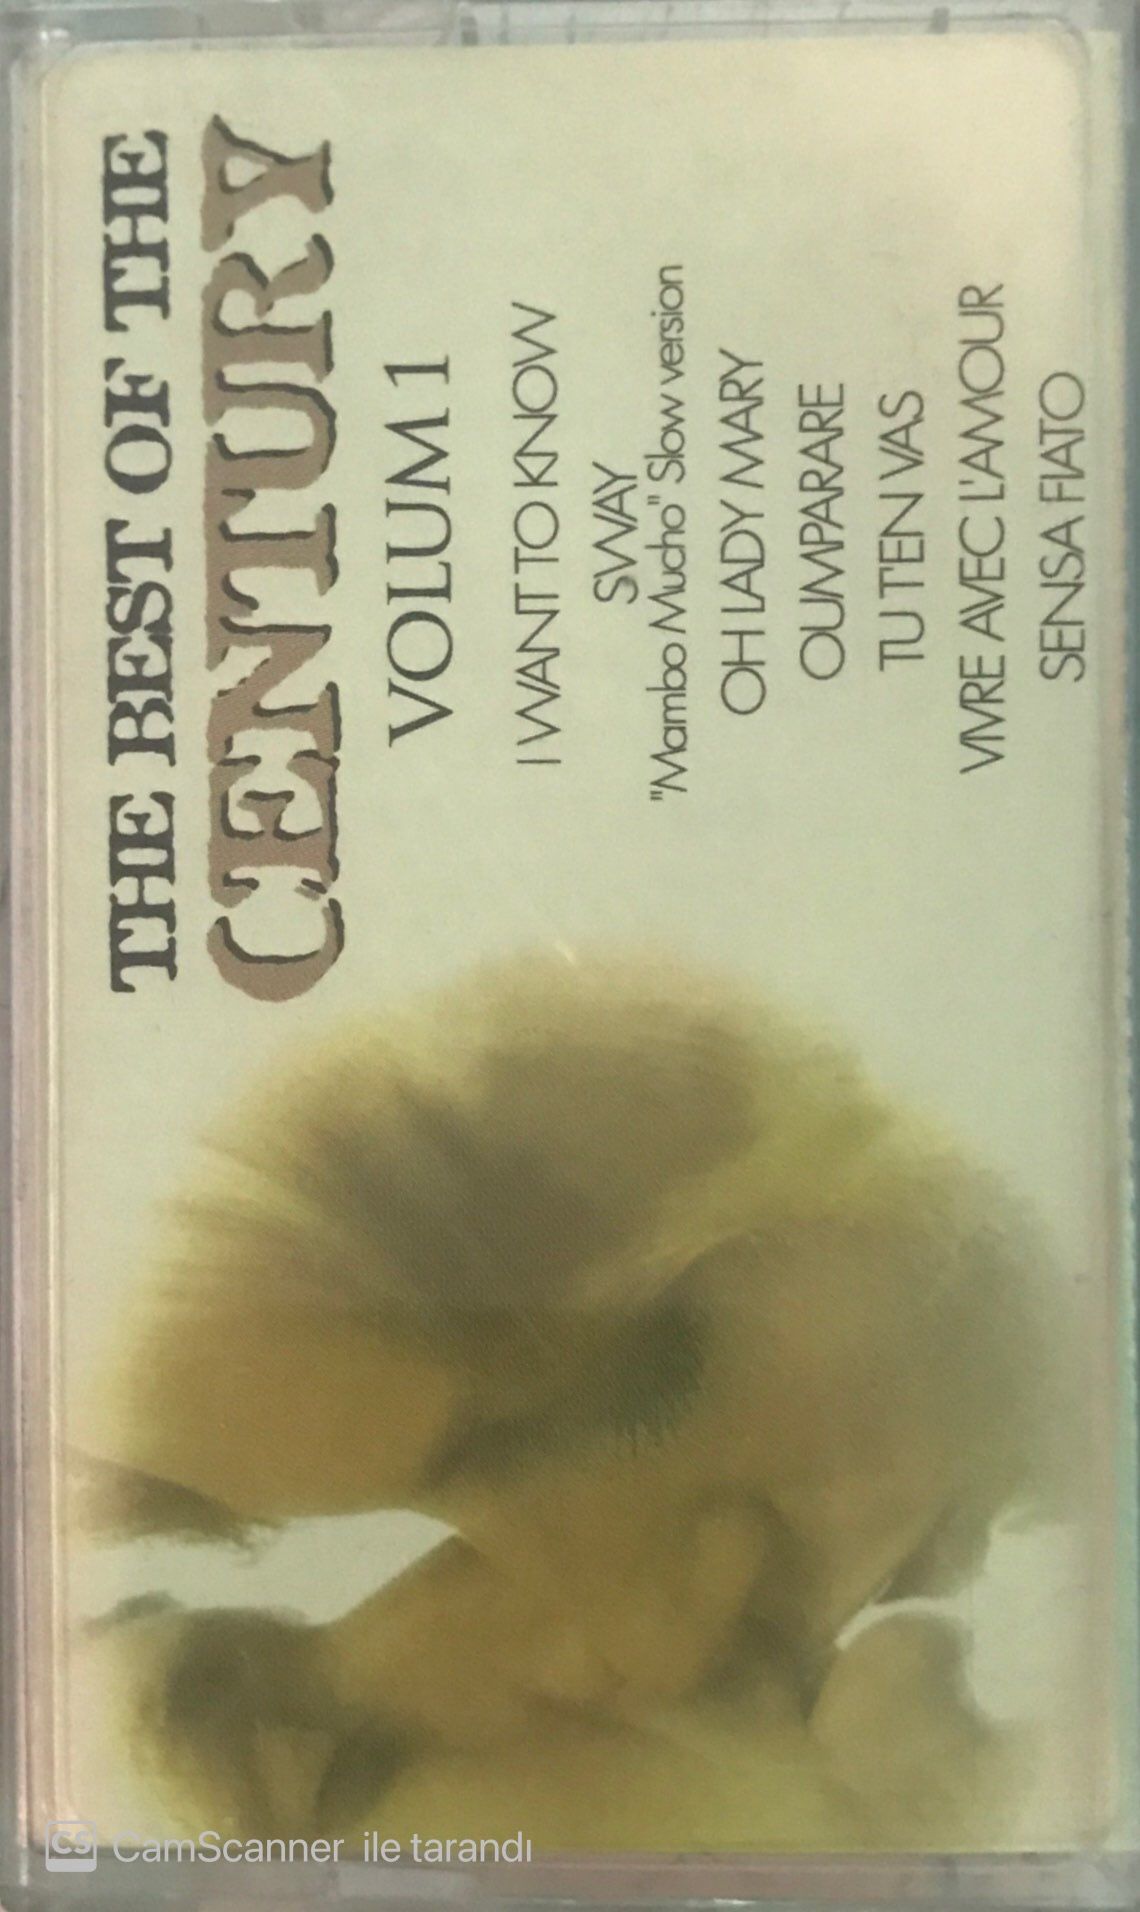 THE BEST OF THE
CENTURY
VOLUM 1
I WANT TO KNOW
SWAY
"Mambo Mucho" Slow version
OH LADY MARY
OUMPARARE
TU T'EN VAS
VIVRE AVEC L'AMOUR
SENSA FIATO
CS CamScanner ile tarandı